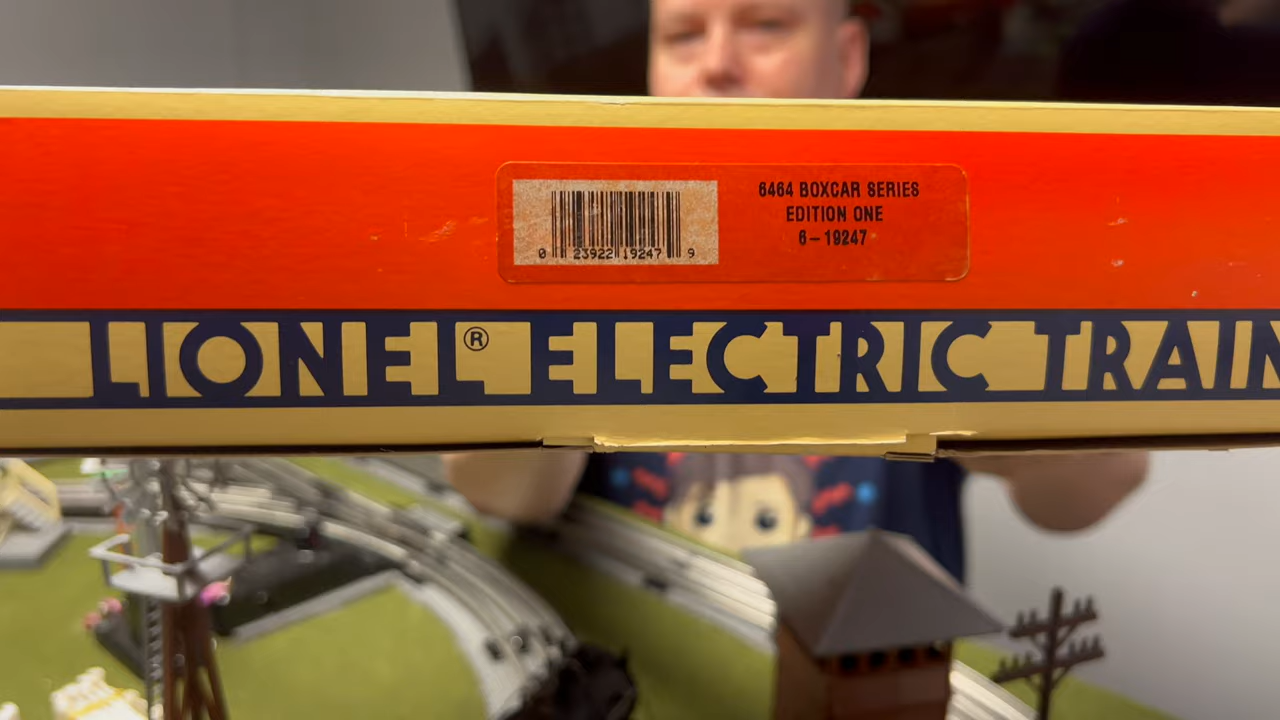 6464 BOXCAR SERIES
EDITION ONE
6-19247
0 23922 19247 9
LIONEL® ELECTRIC TRAIN